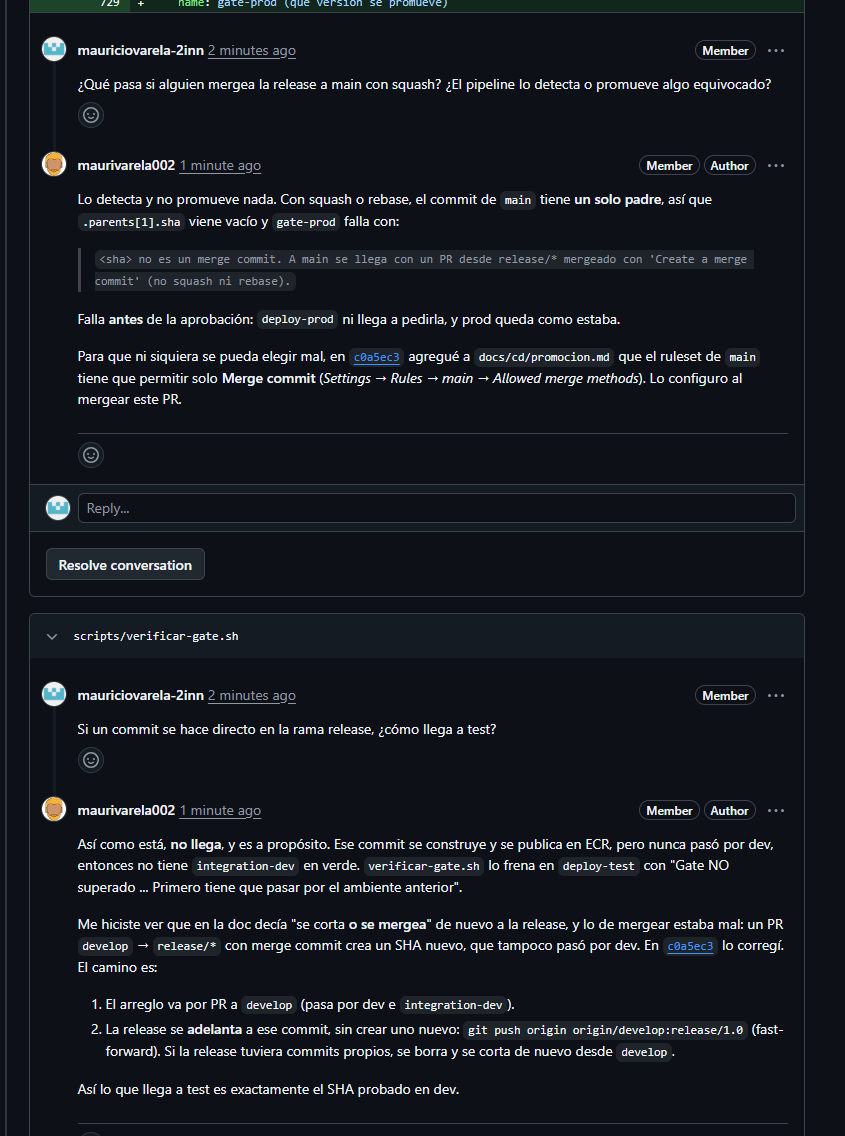 729 + name: gate-prod (que version se promueve)
mauriciovarela-2inn 2 minutes ago Member ...
¿Qué pasa si alguien mergea la release a main con squash? ¿El pipeline lo detecta o promueve algo equivocado?
maurivarela002 1 minute ago Member Author ...
Lo detecta y no promueve nada. Con squash o rebase, el commit de main tiene un solo padre, así que
.parents[1].sha viene vacío y gate-prod falla con:
<sha> no es un merge commit. A main se llega con un PR desde release/* mergeado con 'Create a merge
commit' (no squash ni rebase).
Falla antes de la aprobación: deploy-prod ni llega a pedirla, y prod queda como estaba.
Para que ni siquiera se pueda elegir mal, en c0a5ec3 agregué a docs/cd/promocion.md que el ruleset de main
tiene que permitir solo Merge commit (Settings → Rules → main → Allowed merge methods). Lo configuro al
mergear este PR.
Reply...
Resolve conversation
scripts/verificar-gate.sh
mauriciovarela-2inn 2 minutes ago Member ...
Si un commit se hace directo en la rama release, ¿cómo llega a test?
maurivarela002 1 minute ago Member Author ...
Así como está, no llega, y es a propósito. Ese commit se construye y se publica en ECR, pero nunca pasó por dev,
entonces no tiene integration-dev en verde. verificar-gate.sh lo frena en deploy-test con "Gate NO
superado ... Primero tiene que pasar por el ambiente anterior".
Me hiciste ver que en la doc decía "se corta o se mergea" de nuevo a la release, y lo de mergear estaba mal: un PR
develop → release/* con merge commit crea un SHA nuevo, que tampoco pasó por dev. En c0a5ec3 lo corregí.
El camino es:
1. El arreglo va por PR a develop (pasa por dev e integration-dev).
2. La release se adelanta a ese commit, sin crear uno nuevo: git push origin origin/develop:release/1.0 (fast-
forward). Si la release tuviera commits propios, se borra y se corta de nuevo desde develop.
Así lo que llega a test es exactamente el SHA probado en dev.